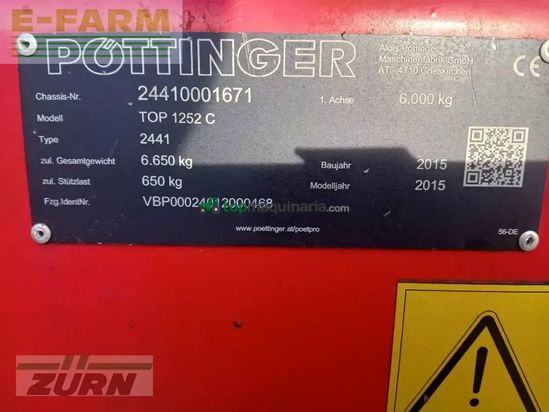 E-FARM
PÖTTINGER
Alois Pöttinger
Maschinenfabrik GmbH
AT- 4710 Grieskirchen
CE
Chassis-Nr. 24410001671 1. Achse 6.000 kg
Modell TOP 1252 C
Type 2441
zul. Gesamtgewicht 6.650 kg Baujahr 2015
zul. Stützlast 650 kg Modelljahr 2015
Fzg.IdentNr. VBP00024012000468
topmaquinaria.com
www.poettinger.at/poetpro
56-DE
ZÜRN